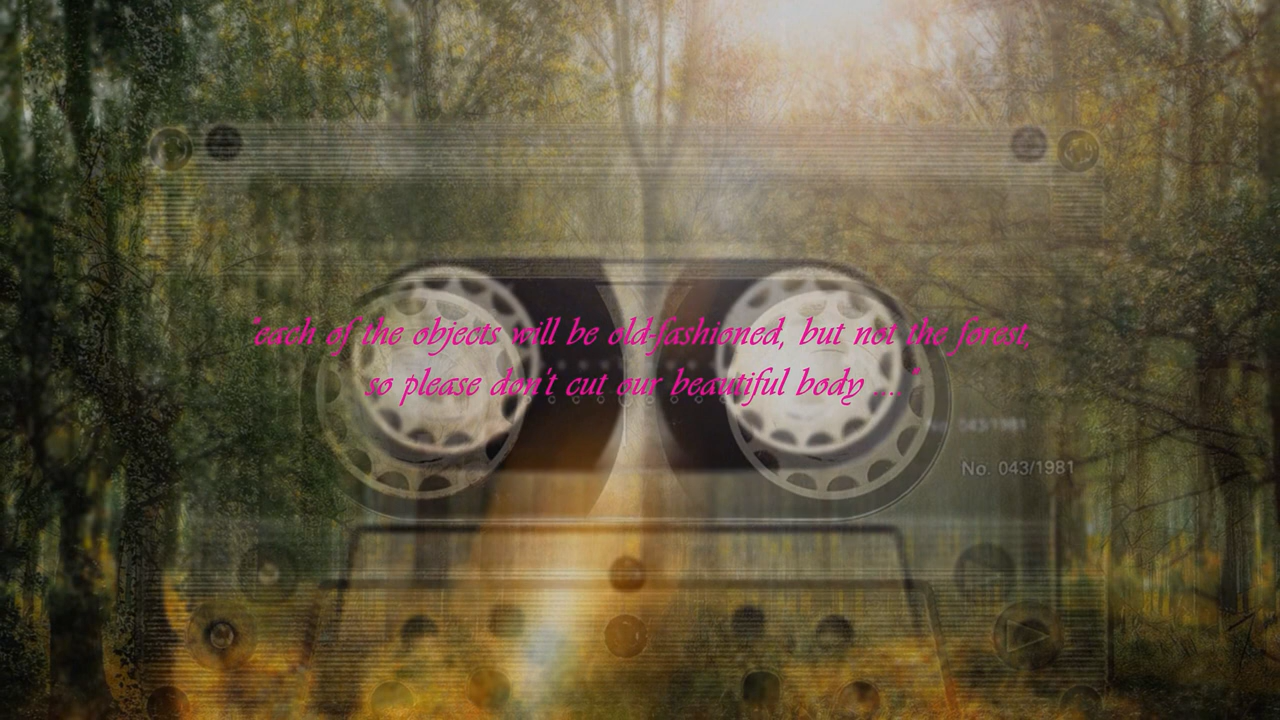 "each of the objects will be old-fashioned, but not the forest,
so please don't cut our beautiful body .... "
043/1981
No. 043/1981